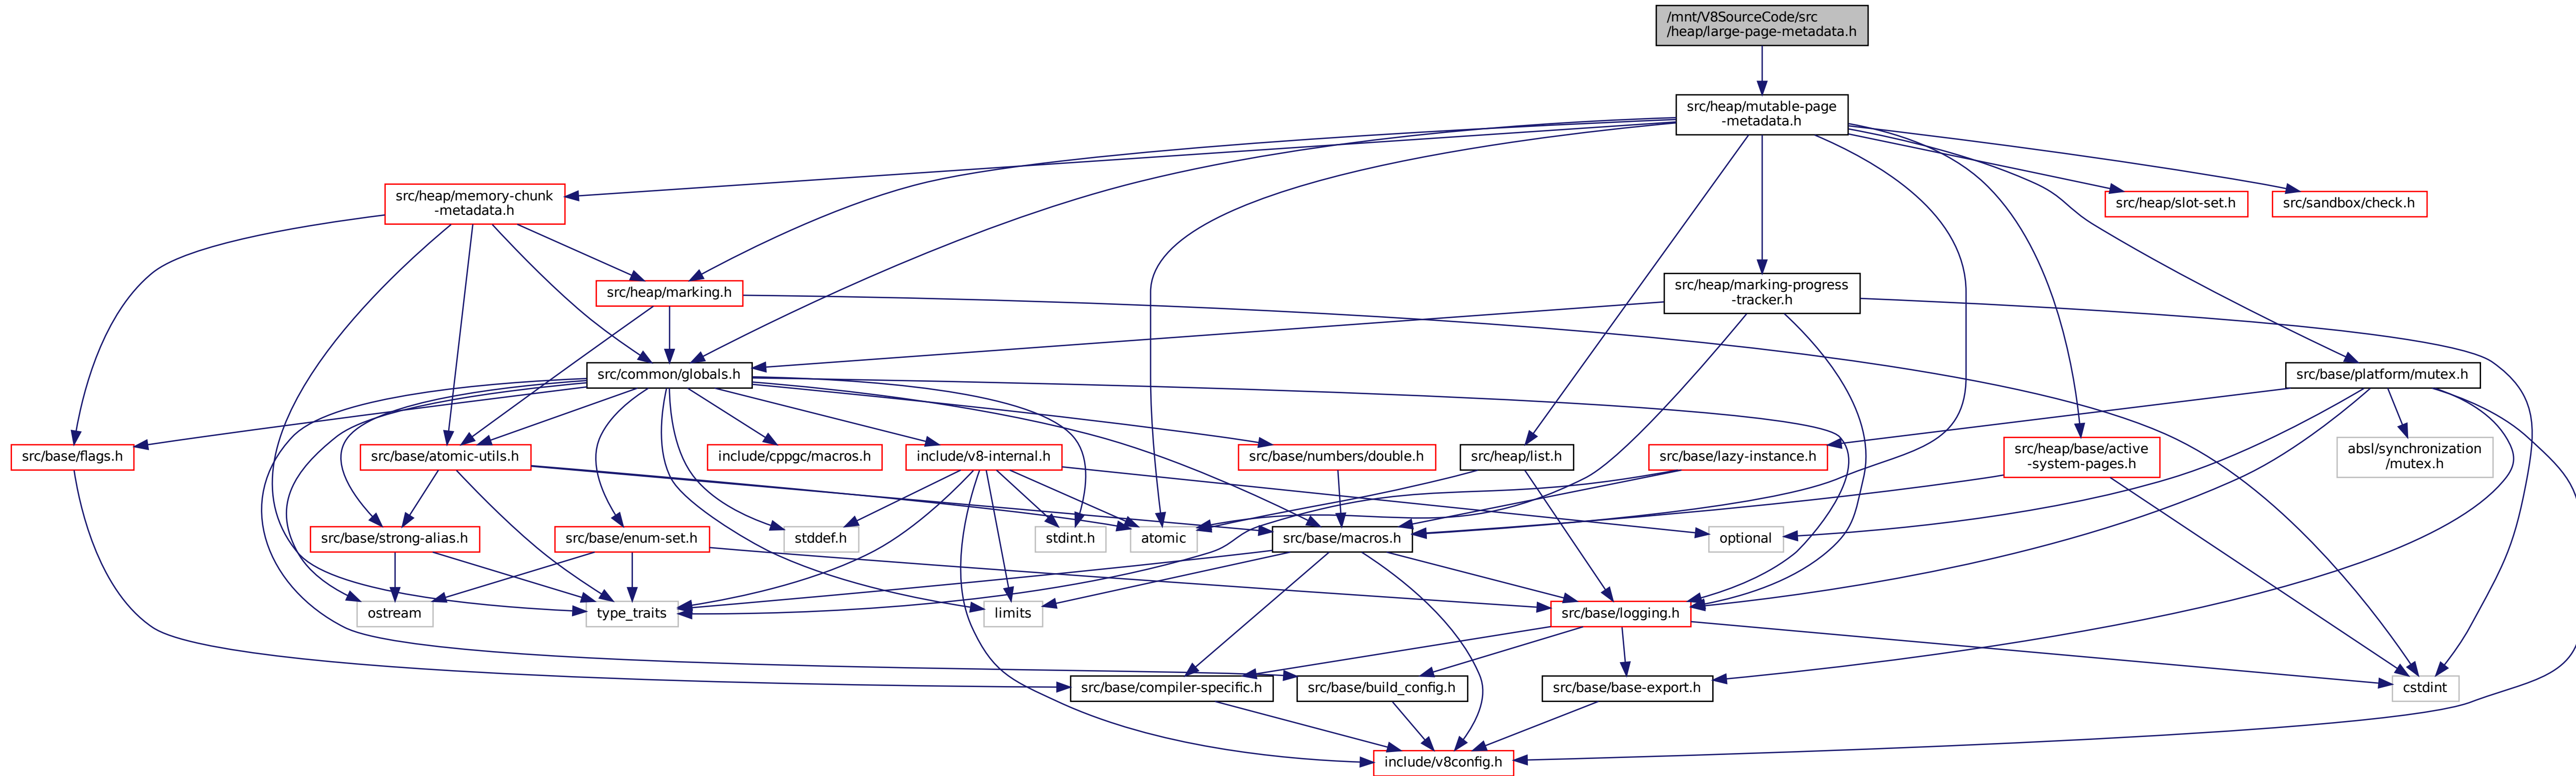 /mnt/V8SourceCode/src
/heap/large-page-metadata.h
src/heap/mutable-page
-metadata.h
src/heap/memory-chunk
-metadata.h
src/heap/slot-set.h
src/sandbox/check.h
src/heap/marking.h
src/heap/marking-progress
-tracker.h
src/common/globals.h
src/base/platform/mutex.h
src/base/flags.h
src/base/atomic-utils.h
include/cppgc/macros.h
include/v8-internal.h
src/base/numbers/double.h
src/heap/list.h
src/base/lazy-instance.h
src/heap/base/active
-system-pages.h
absl/synchronization
/mutex.h
src/base/strong-alias.h
src/base/enum-set.h
stddef.h
stdint.h
atomic
src/base/macros.h
optional
ostream
type_traits
limits
src/base/logging.h
src/base/compiler-specific.h
src/base/build_config.h
src/base/base-export.h
cstdint
include/v8config.h